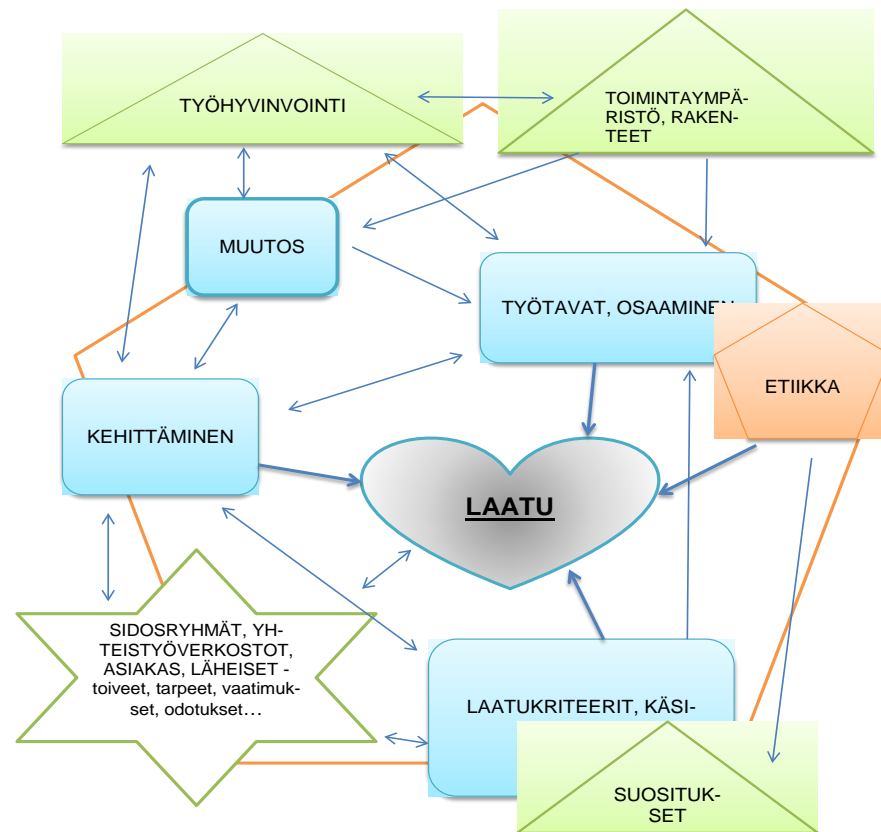 TYÖHYVINVOINTI
TOIMINTAYMPÄ-
RISTÖ, RAKEN-
TEET
MUUTOS
TYÖTAVAT, OSAAMINEN
ETIIKKA
KEHITTÄMINEN
LAATU
SIDOSRYHMÄT, YH-
TEISTYÖVERKOSTOT,
ASIAKAS, LÄHEISET -
toiveet, tarpeet, vaatimuk-
set, odotukset…
LAATUKRITEERIT, KÄSI-
SUOSITUK-
SET